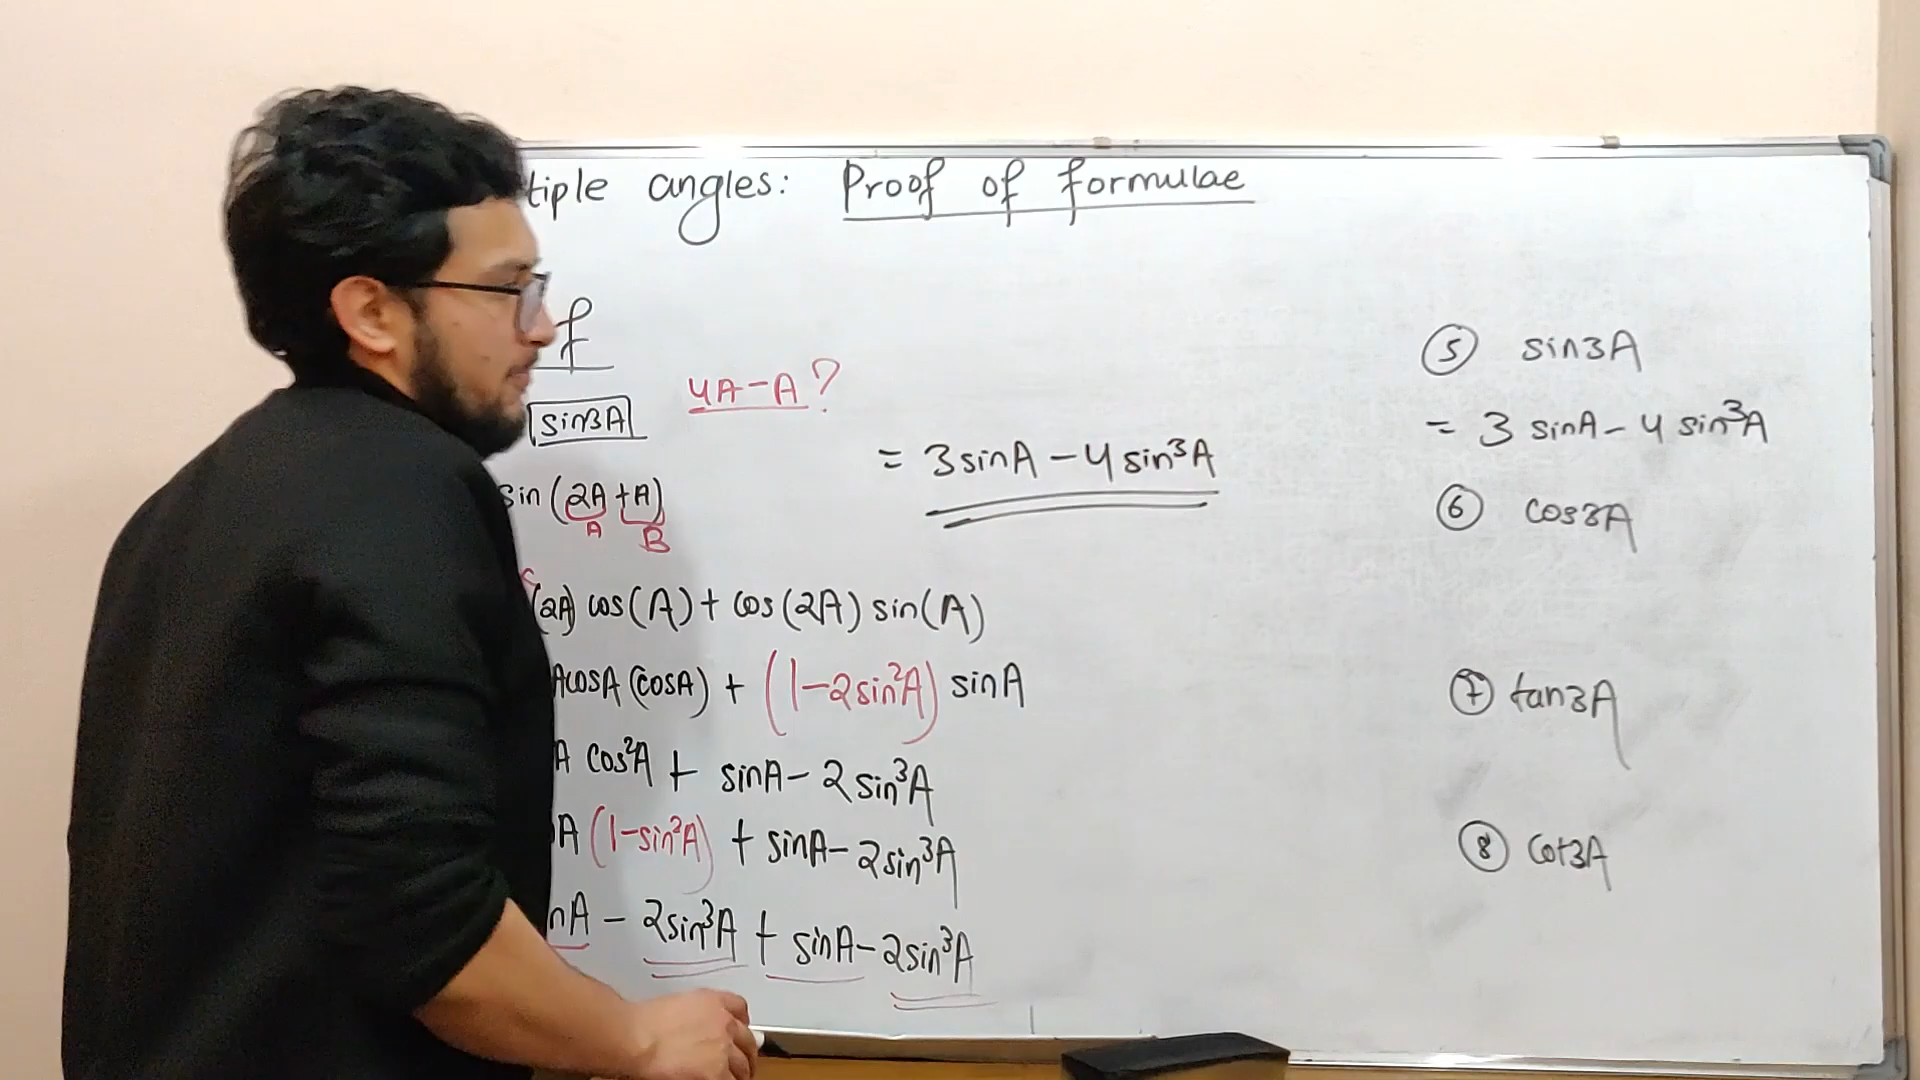 tiple angles: Proof of formulae
f
sin3A
4A-A?
sin (2A+A)
A B
(2A) cos(A) + cos(2A) sin(A)
AcosA (cosA) + (1-2sin²A) sinA
A cos²A + sinA - 2sin³A
A (1-sin²A) + sinA - 2sin³A
nA - 2sin³A + sinA - 2sin³A
= 3sinA - 4sin³A
⑤ sin3A
= 3 sinA - 4 sin³A
⑥ cos3A
⑦ tan3A
⑧ cot3A